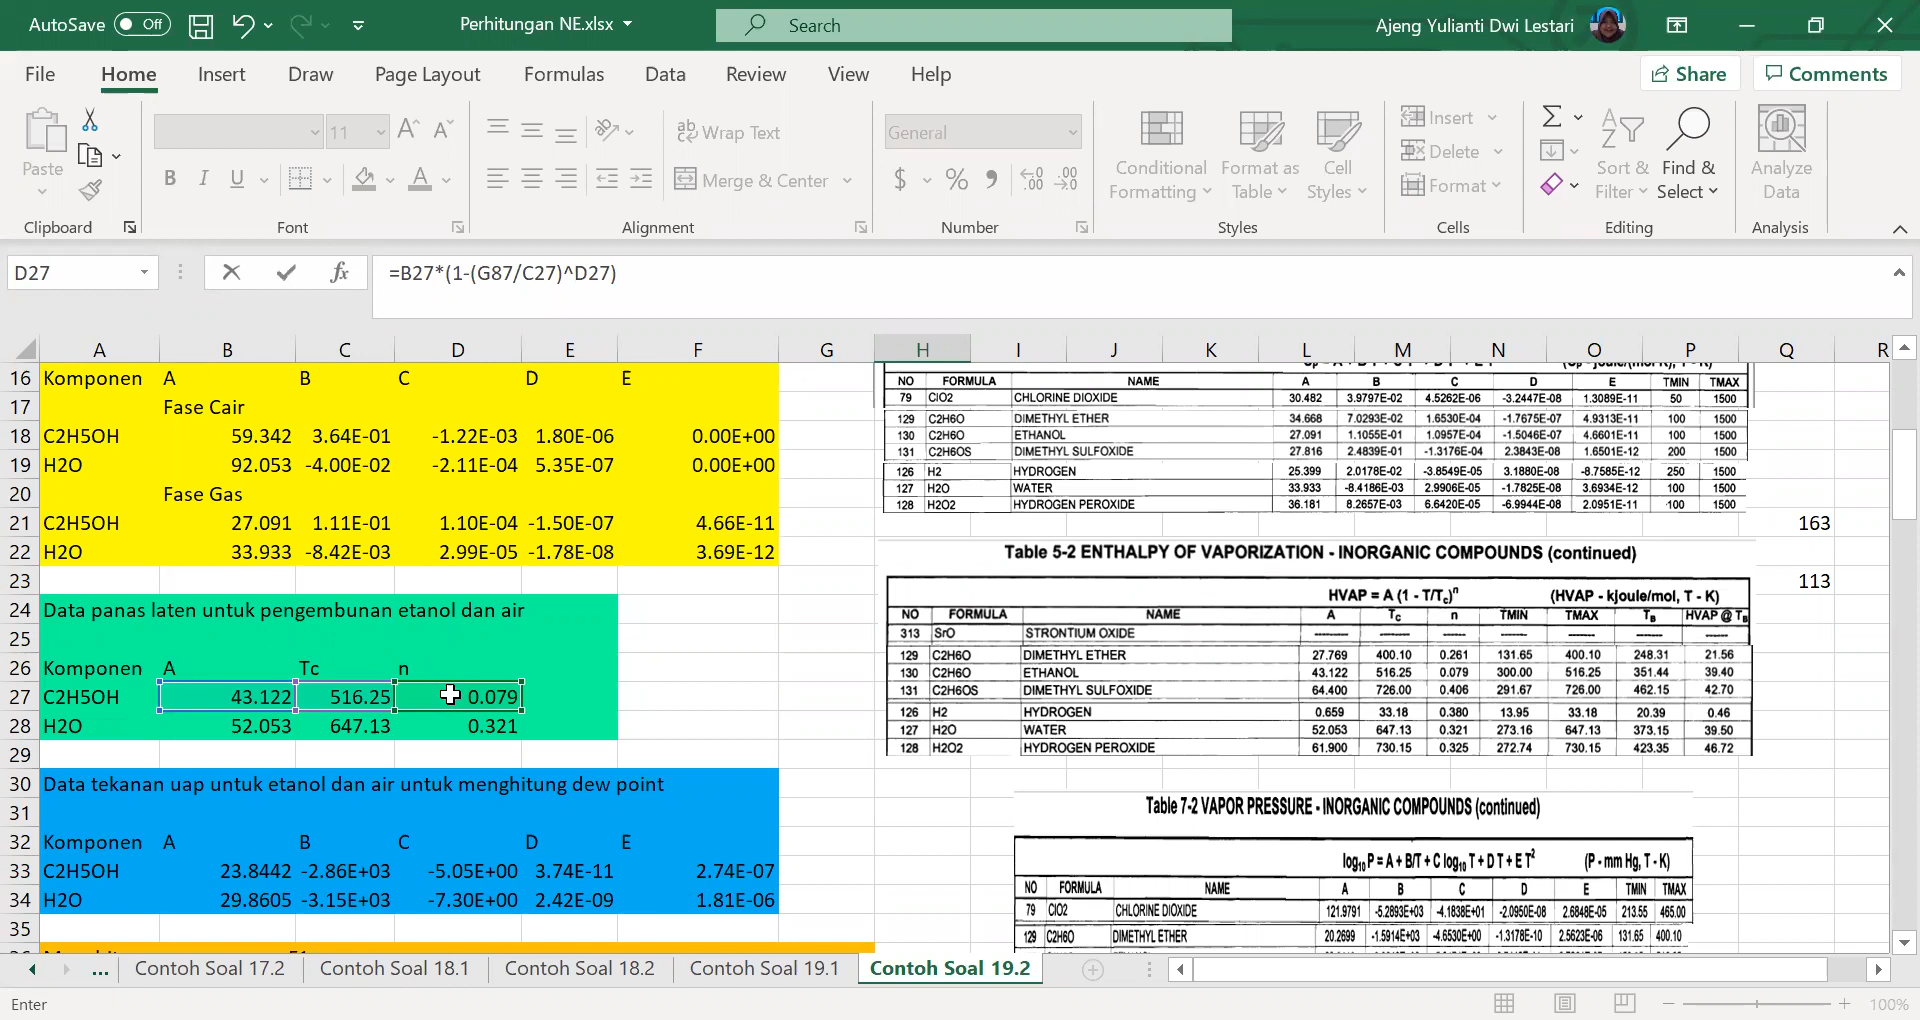 AutoSave Off Perhitungan NE.xlsx Search Ajeng Yulianti Dwi Lestari
File Home Insert Draw Page Layout Formulas Data Review View Help Share Comments
11 Wrap Text General Insert
Paste B I U Merge & Center $ % Conditional Formatting Format as Table Cell Styles Delete Format Sort & Filter Find & Select Analyze Data
Clipboard Font Alignment Number Styles Cells Editing Analysis
D27 fx =B27*(1-(G87/C27)^D27)
A B C D E F G H I J K L M N O P Q R
16 Komponen A B C D E
17 Fase Cair
18 C2H5OH 59.342 3.64E-01 -1.22E-03 1.80E-06 0.00E+00
19 H2O 92.053 -4.00E-02 -2.11E-04 5.35E-07 0.00E+00
20 Fase Gas
21 C2H5OH 27.091 1.11E-01 1.10E-04 -1.50E-07 4.66E-11
22 H2O 33.933 -8.42E-03 2.99E-05 -1.78E-08 3.69E-12
23
24 Data panas laten untuk pengembunan etanol dan air
25
26 Komponen A Tc n
27 C2H5OH 43.122 516.25 0.079
28 H2O 52.053 647.13 0.321
29
30 Data tekanan uap untuk etanol dan air untuk menghitung dew point
31
32 Komponen A B C D E
33 C2H5OH 23.8442 -2.86E+03 -5.05E+00 3.74E-11 2.74E-07
34 H2O 29.8605 -3.15E+03 -7.30E+00 2.42E-09 1.81E-06
35
NO FORMULA NAME A B C D E TMIN TMAX
79 ClO2 CHLORINE DIOXIDE 30.482 3.9797E-02 4.5262E-06 -3.2447E-08 1.3089E-11 50 1500
129 C2H6O DIMETHYL ETHER 34.668 7.0293E-02 1.6530E-04 -1.7675E-07 4.9313E-11 100 1500
130 C2H6O ETHANOL 27.091 1.1055E-01 1.0957E-04 -1.5046E-07 4.6601E-11 100 1500
131 C2H6OS DIMETHYL SULFOXIDE 27.816 2.4839E-01 -1.3176E-04 2.3843E-08 1.6501E-12 200 1500
126 H2 HYDROGEN 25.399 2.0178E-02 -3.8549E-05 3.1880E-08 -8.7585E-12 250 1500
127 H2O WATER 33.933 -8.4186E-03 2.9906E-05 -1.7825E-08 3.6934E-12 100 1500
128 H2O2 HYDROGEN PEROXIDE 36.181 8.2657E-03 6.6420E-05 -6.9944E-08 2.0951E-11 100 1500
163
Table 5-2 ENTHALPY OF VAPORIZATION - INORGANIC COMPOUNDS (continued)
113
HVAP = A (1 - T/Tc)^n (HVAP - kjoule/mol, T - K)
NO FORMULA NAME A Tc n TMIN TMAX TB HVAP @ TB
313 SrO STRONTIUM OXIDE ------- ------- ------- ------- ------- ------- -------
129 C2H6O DIMETHYL ETHER 27.769 400.10 0.261 131.65 400.10 248.31 21.56
130 C2H6O ETHANOL 43.122 516.25 0.079 300.00 516.25 351.44 39.40
131 C2H6OS DIMETHYL SULFOXIDE 64.400 726.00 0.406 291.67 726.00 462.15 42.70
126 H2 HYDROGEN 0.659 33.18 0.380 13.95 33.18 20.39 0.46
127 H2O WATER 52.053 647.13 0.321 273.16 647.13 373.15 39.50
128 H2O2 HYDROGEN PEROXIDE 61.900 730.15 0.325 272.74 730.15 423.35 46.72
Table 7-2 VAPOR PRESSURE - INORGANIC COMPOUNDS (continued)
log10 P = A + B/T + C log10 T + D T + E T² (P - mm Hg, T - K)
NO FORMULA NAME A B C D E TMIN TMAX
79 ClO2 CHLORINE DIOXIDE 121.9791 -5.2893E+03 -4.1838E+01 -2.0950E-08 2.6848E-05 213.55 465.00
129 C2H6O DIMETHYL ETHER 20.2699 -1.5914E+03 -4.6530E+00 -1.3178E-10 2.5623E-06 131.65 400.10
... Contoh Soal 17.2 Contoh Soal 18.1 Contoh Soal 18.2 Contoh Soal 19.1 Contoh Soal 19.2
Enter 100%